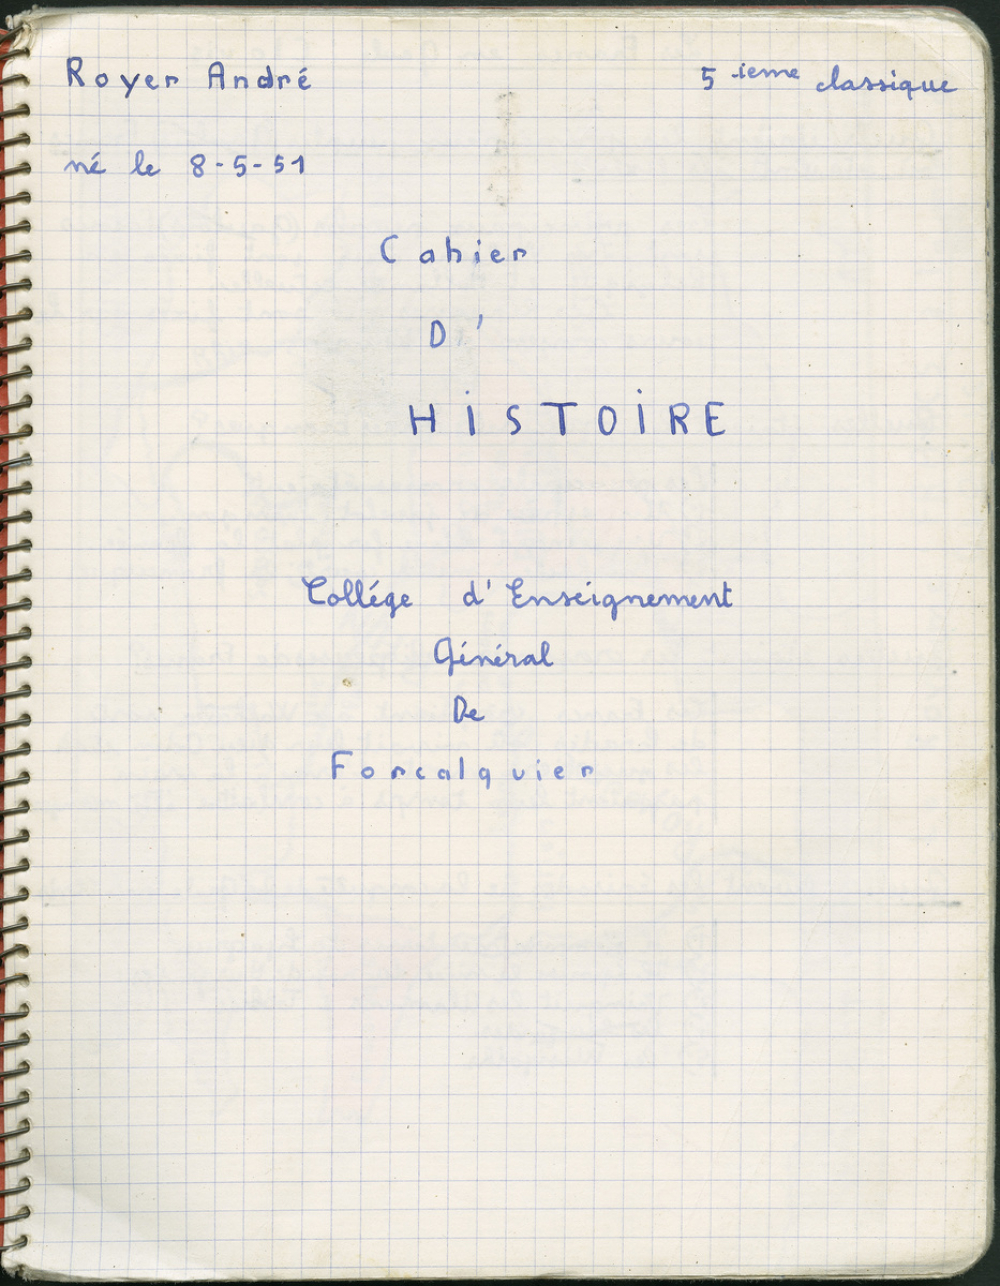 Royer André 5 ieme classique
né le 8-5-51
Cahier
D'
HiSTOiRE
Collége d'Enseignement
Général
De
Forcalquier